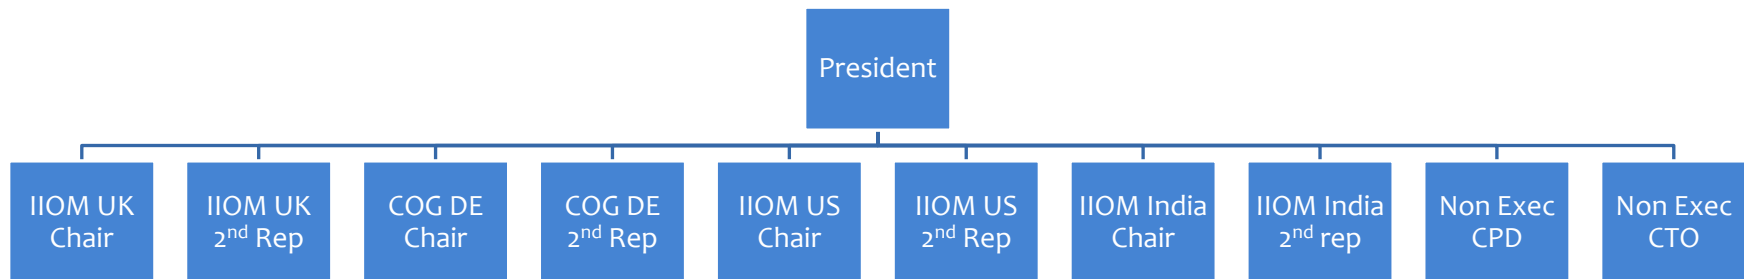 President
IIOM UK
Chair
IIOM UK
2nd Rep
COG DE
Chair
COG DE
2nd Rep
IIOM US
Chair
IIOM US
2nd Rep
IIOM India
Chair
IIOM India
2nd rep
Non Exec
CPD
Non Exec
CTO